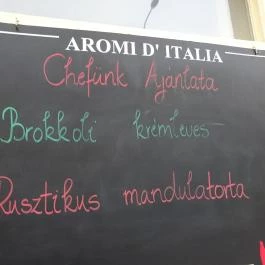 AROMI D' ITALIA
Chefünk Ajánlata
Brokkoli krémleves
Rusztikus mandulatorta